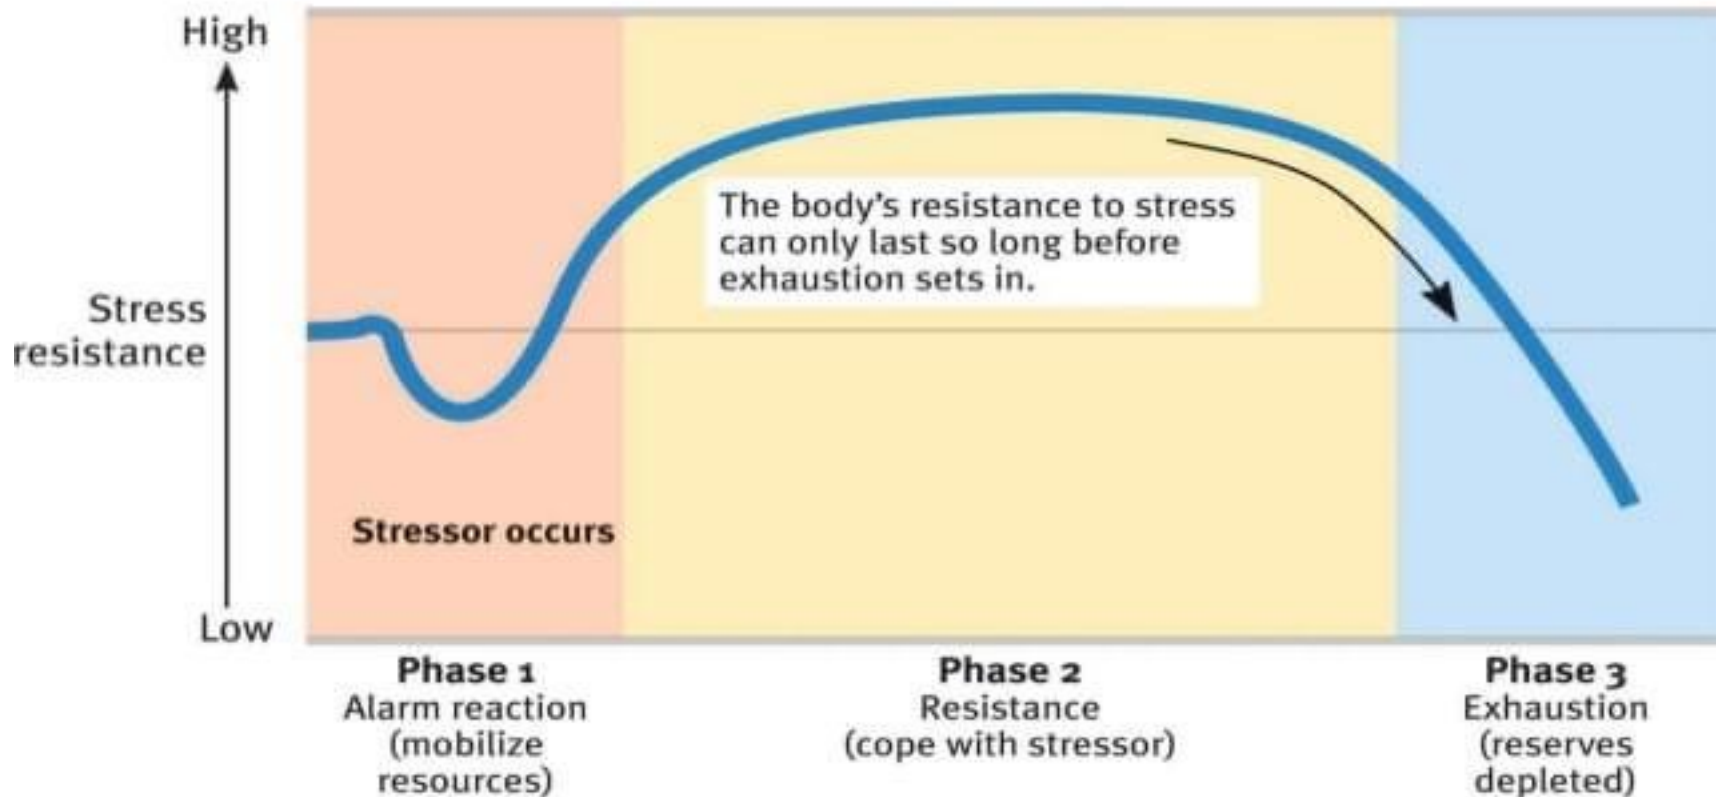 High
Stress
resistance
Low
The body's resistance to stress
can only last so long before
exhaustion sets in.
Stressor occurs
Phase 1
Alarm reaction
(mobilize
resources)
Phase 2
Resistance
(cope with stressor)
Phase 3
Exhaustion
(reserves
depleted)